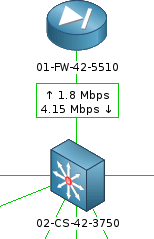 01-FW-42-5510
↑ 1.8 Mbps
4.15 Mbps ↓
02-CS-42-3750